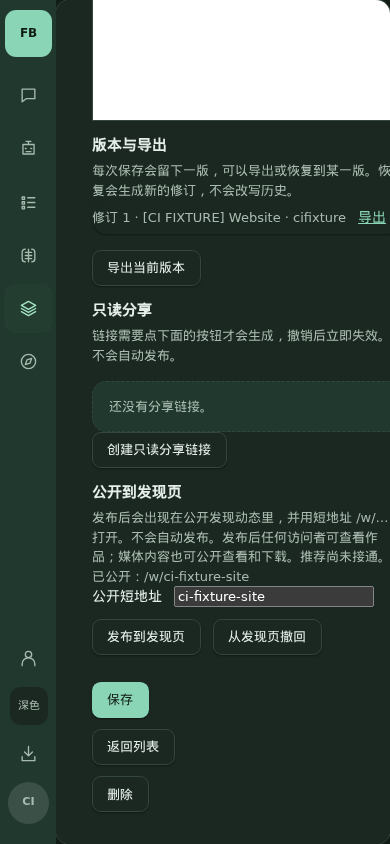 FB
版本与导出
每次保存会留下一版，可以导出或恢复到某一版。恢
复会生成新的修订，不会改写历史。
修订 1 · [CI FIXTURE] Website · cifixture 导出
导出当前版本
只读分享
链接需要点下面的按钮才会生成，撤销后立即失效。
不会自动发布。
还没有分享链接。
创建只读分享链接
公开到发现页
发布后会出现在公开发现动态里，并用短地址 /w/…
打开。不会自动发布。发布后任何访问者可查看作
品；媒体内容也可公开查看和下载。推荐尚未接通。
已公开：/w/ci-fixture-site
公开短地址 ci-fixture-site
发布到发现页 从发现页撤回
保存
返回列表
删除
深色
CI